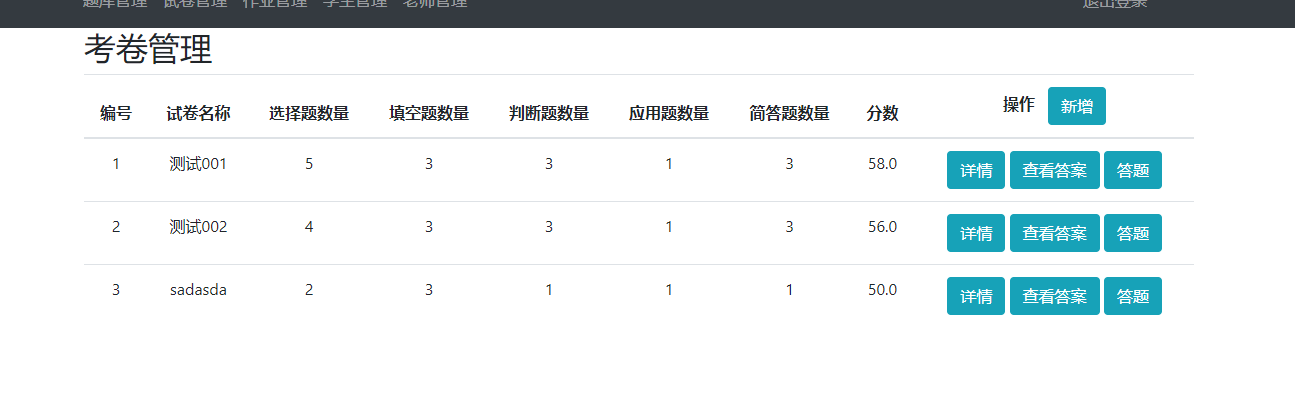 题库管理 试卷管理 作业管理 学生管理 老师管理 退出登录
考卷管理
编号 试卷名称 选择题数量 填空题数量 判断题数量 应用题数量 简答题数量 分数 操作 新增
1 测试001 5 3 3 1 3 58.0 详情 查看答案 答题
2 测试002 4 3 3 1 3 56.0 详情 查看答案 答题
3 sadasda 2 3 1 1 1 50.0 详情 查看答案 答题